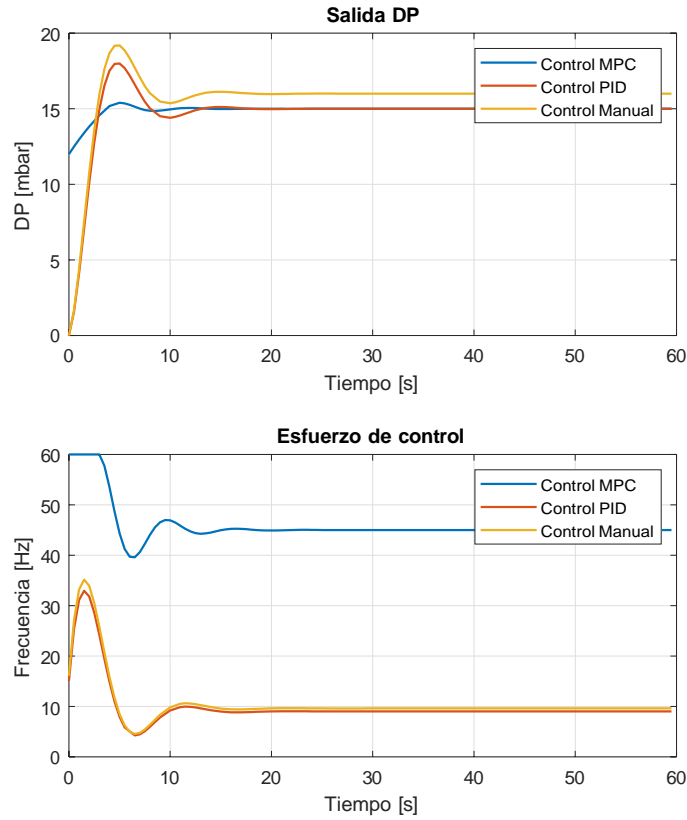 Salida DP
20
15
10
5
0
DP [mbar]
Control MPC
Control PID
Control Manual
0 10 20 30 40 50 60
Tiempo [s]
Esfuerzo de control
60
50
40
30
20
10
0
Frecuencia [Hz]
Control MPC
Control PID
Control Manual
0 10 20 30 40 50 60
Tiempo [s]